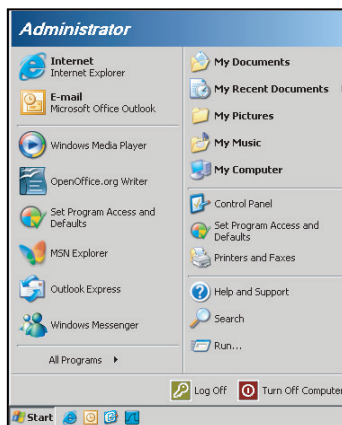 Administrator
Internet
Internet Explorer
E-mail
Microsoft Office Outlook
Windows Media Player
OpenOffice.org Writer
Set Program Access and
Defaults
MSN Explorer
Outlook Express
Windows Messenger
All Programs
My Documents
My Recent Documents
My Pictures
My Music
My Computer
Control Panel
Set Program Access and
Defaults
Printers and Faxes
Help and Support
Search
Run...
Log Off
Turn Off Computer
Start